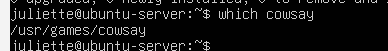 0 upgraded, 0 newly installed, 0 to remove and
juliette@ubuntu-server:~$ which cowsay
/usr/games/cowsay
juliette@ubuntu-server:~$